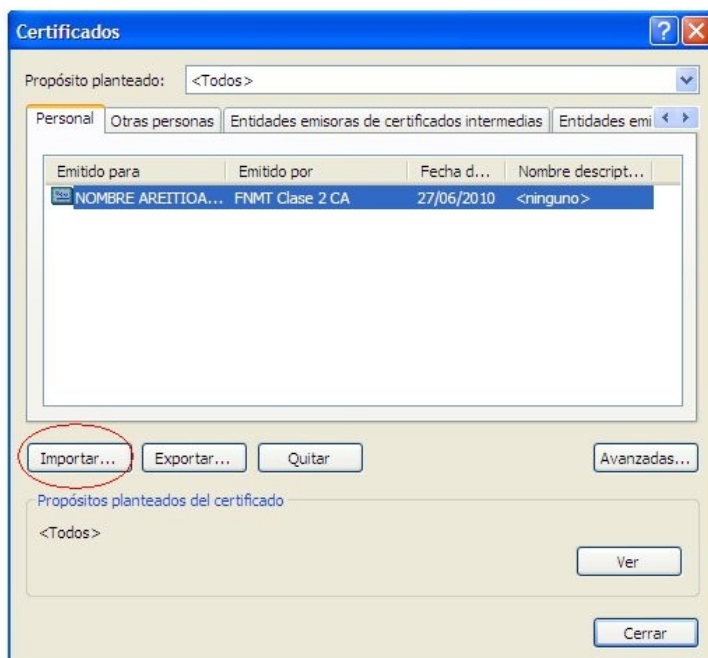 Certificados
Propósito planteado: <Todos>
Personal Otras personas Entidades emisoras de certificados intermedias Entidades emi
Emitido para Emitido por Fecha d... Nombre descript...
NOMBRE AREITIOA... FNMT Clase 2 CA 27/06/2010 <ninguno>
Importar... Exportar... Quitar Avanzadas...
Propósitos planteados del certificado
<Todos>
Ver
Cerrar